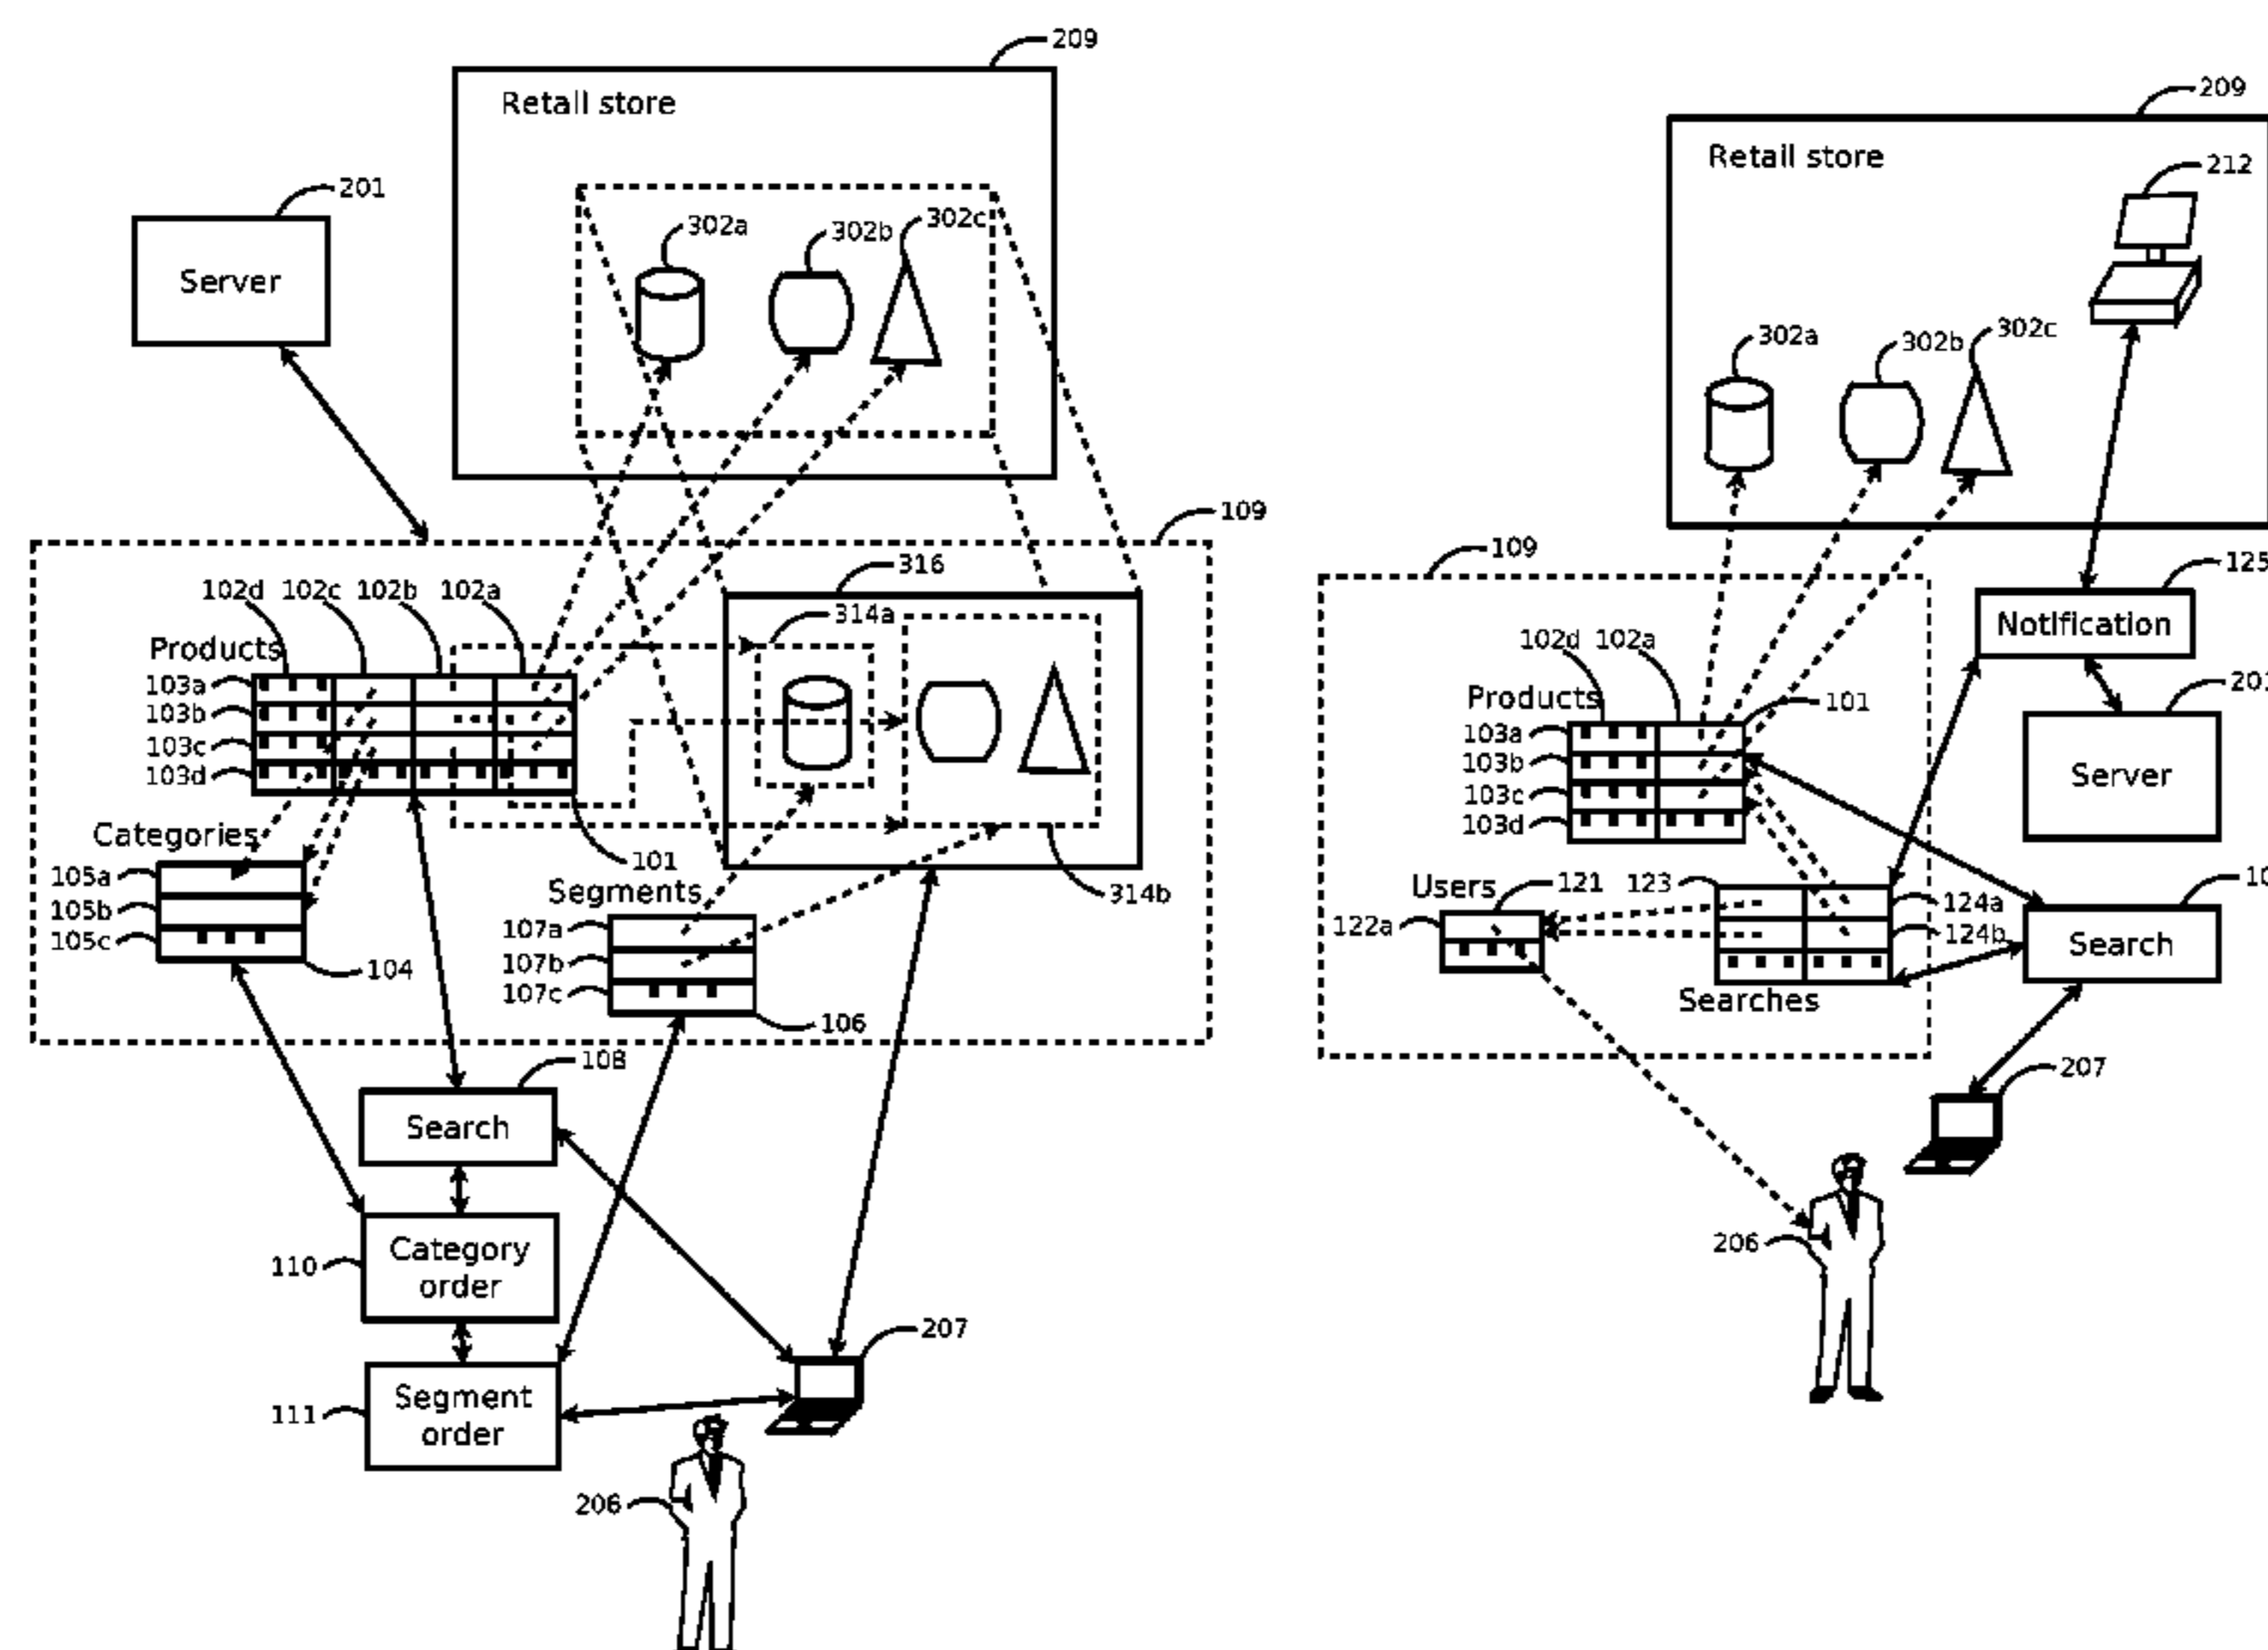 209
Retall store
201
Server
302a
302b
302c
109
316
102d 102c 102b 102a
314a
Products
103a
103b
103c
103d
101
Categories
105a
105b
105c
104
Segments
107a
107b
107c
106
314b
108
Search
110
Category
order
111
Segment
order
207
206
209
Retail store
212
302a
302b
302c
109
125
Notification
102d 102a
Products
101
103a
103b
103c
103d
201
Server
Users
121
123
122a
124a
124b
Searches
10
Search
207
206